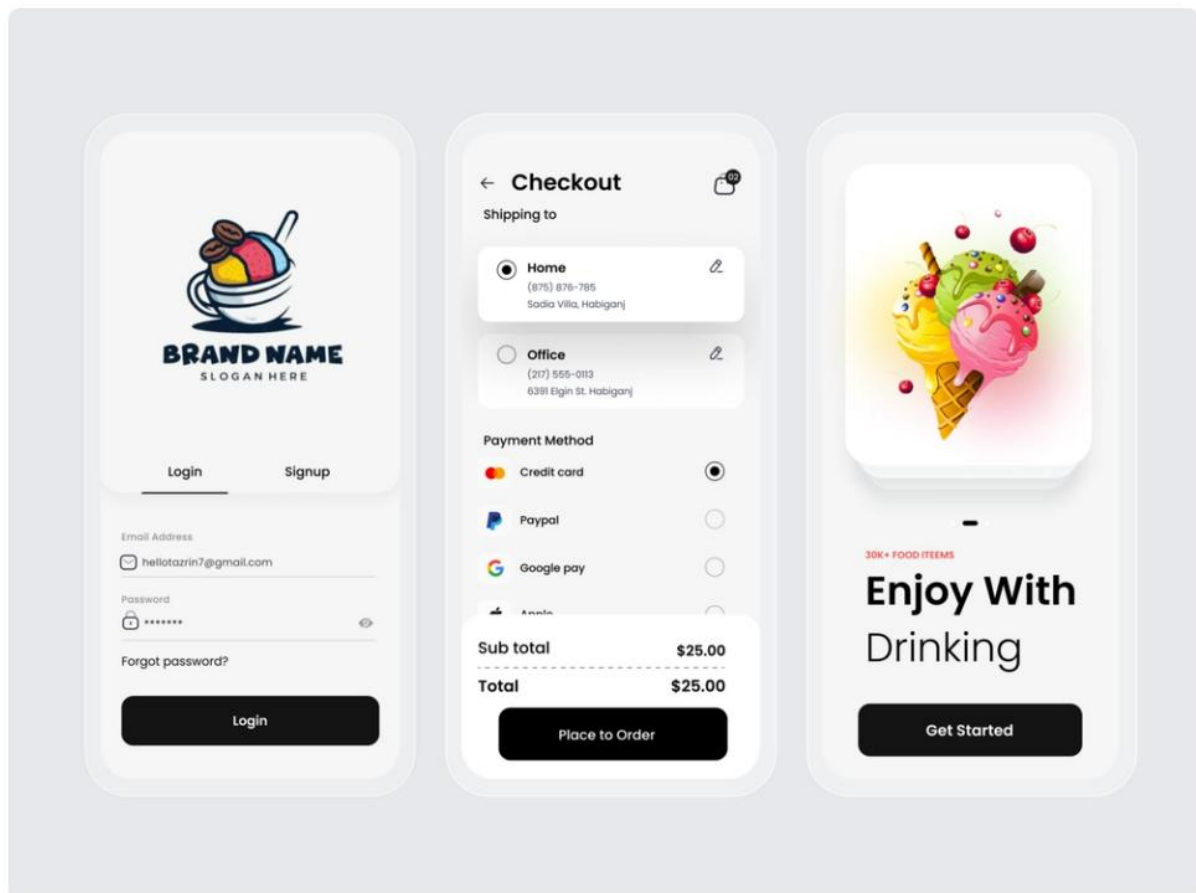 BRAND NAME
SLOGAN HERE
Login Signup
Email Address
hellotazrin7@gmail.com
Password
*******
Forgot password?
Login
Checkout
02
Shipping to
Home
(875) 876-785
Sadia Villa, Habiganj
Office
(217) 555-0113
6391 Elgin St. Habiganj
Payment Method
Credit card
Paypal
Google pay
Apple
Sub total $25.00
Total $25.00
Place to Order
30K+ FOOD ITEEMS
Enjoy With
Drinking
Get Started